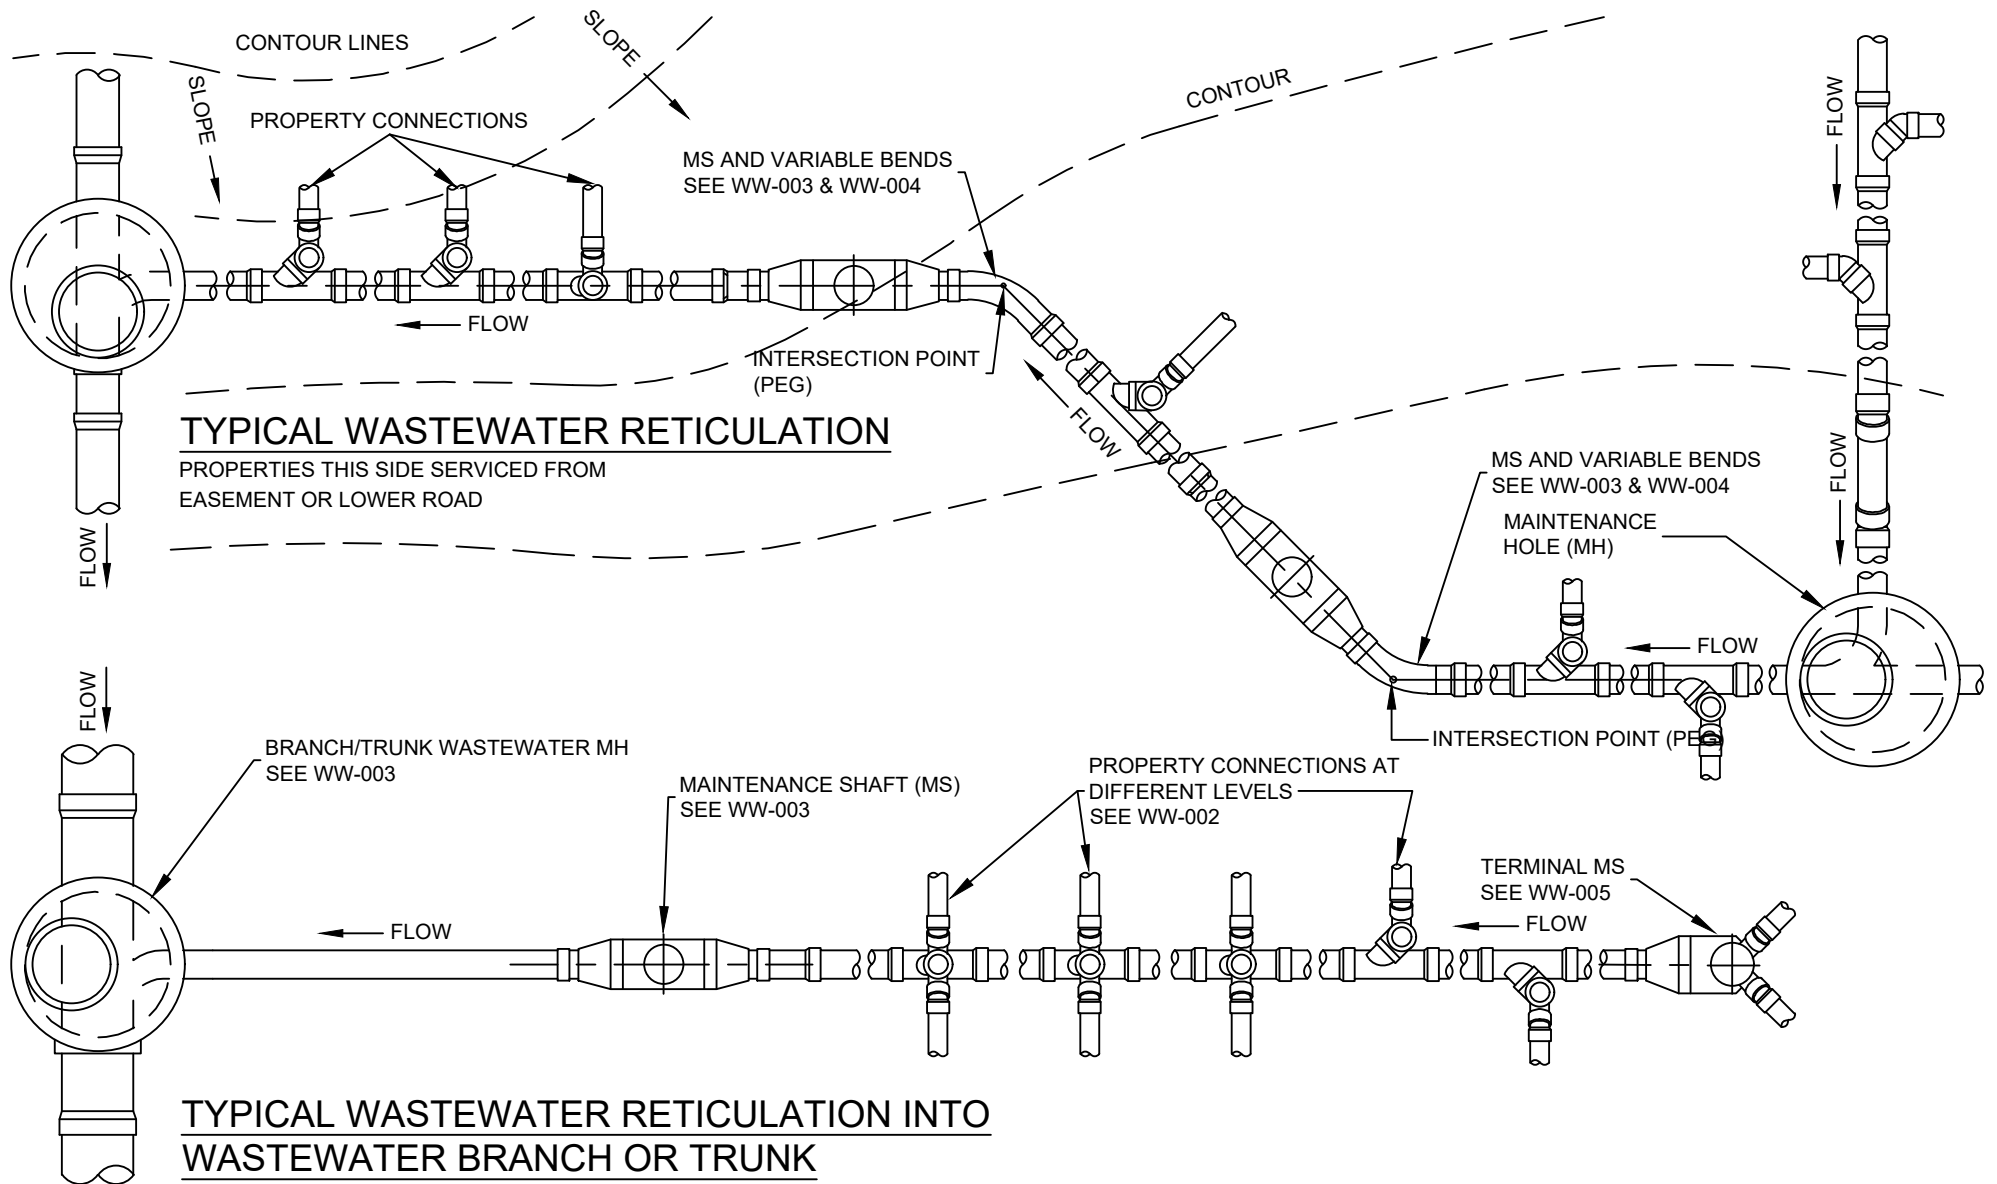 CONTOUR LINES
SLOPE
SLOPE
PROPERTY CONNECTIONS
CONTOUR
FLOW
MS AND VARIABLE BENDS
SEE WW-003 & WW-004
FLOW
INTERSECTION POINT
(PEG)
FLOW
TYPICAL WASTEWATER RETICULATION
PROPERTIES THIS SIDE SERVICED FROM
EASEMENT OR LOWER ROAD
FLOW
MS AND VARIABLE BENDS
SEE WW-003 & WW-004
FLOW
MAINTENANCE
HOLE (MH)
FLOW
INTERSECTION POINT (PEG)
FLOW
BRANCH/TRUNK WASTEWATER MH
SEE WW-003
MAINTENANCE SHAFT (MS)
SEE WW-003
PROPERTY CONNECTIONS AT
DIFFERENT LEVELS
SEE WW-002
TERMINAL MS
SEE WW-005
FLOW
FLOW
TYPICAL WASTEWATER RETICULATION INTO
WASTEWATER BRANCH OR TRUNK